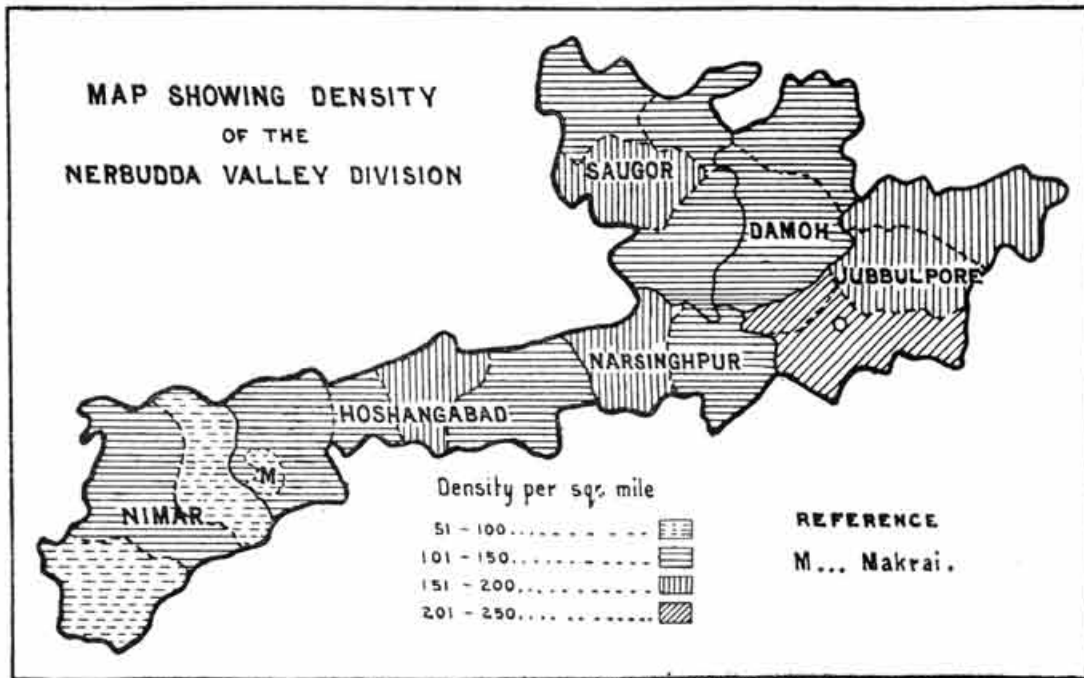 MAP SHOWING DENSITY
OF THE
NERBUDDA VALLEY DIVISION
SAUGOR
DAMOH
JUBBULPORE
NARSINGHPUR
HOSHANGABAD
M
NIMAR
Density per sqr. mile
51 - 100
101 - 150
151 - 200
201 - 250
REFERENCE
M... Makrai.